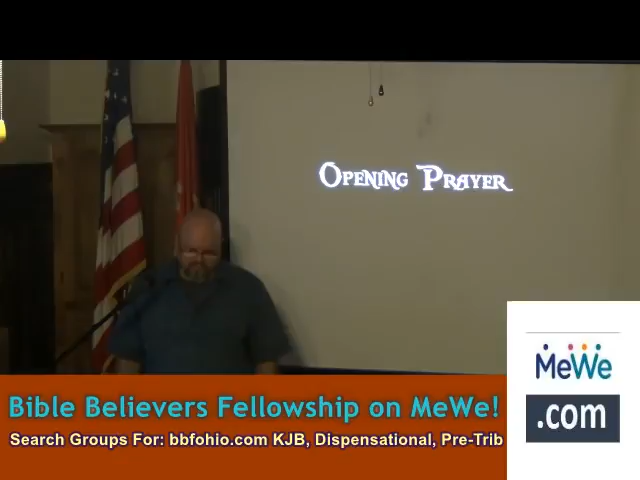 Opening Prayer
MeWe
.com
Bible Believers Fellowship on MeWe!
Search Groups For: bbfohio.com KJB, Dispensational, Pre-Trib